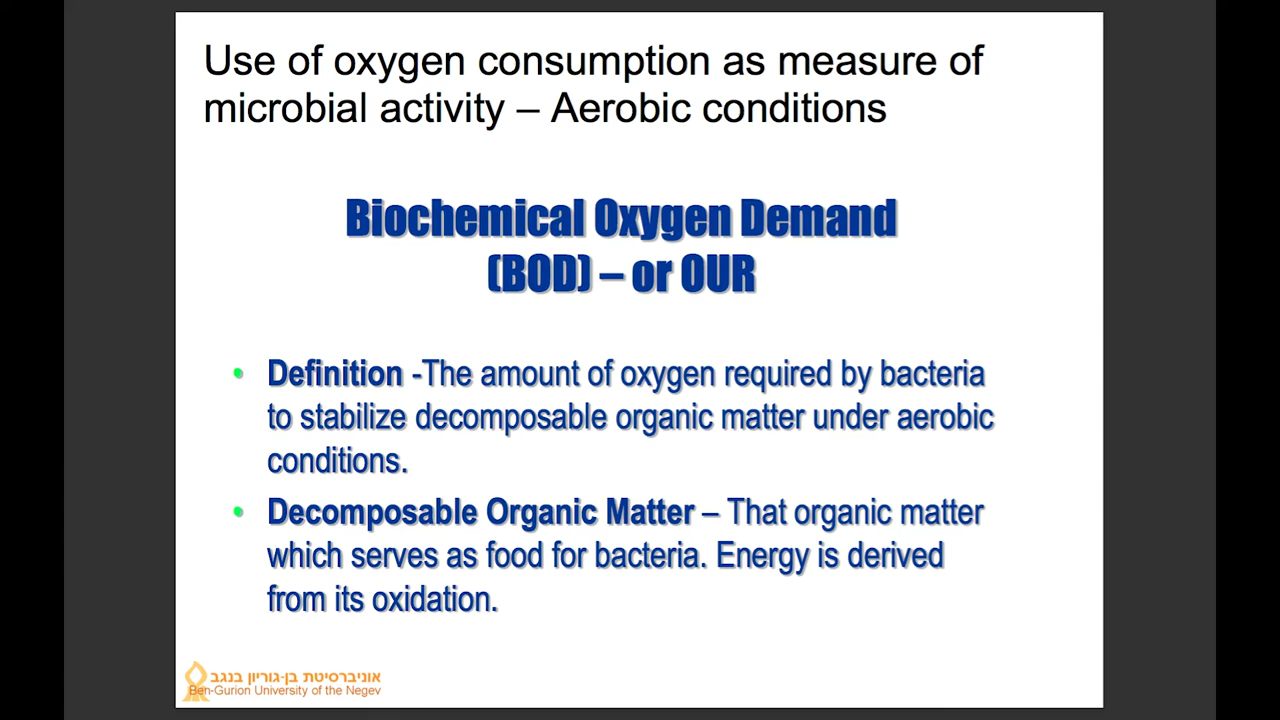 Use of oxygen consumption as measure of
microbial activity – Aerobic conditions
Biochemical Oxygen Demand
(BOD) – or OUR
• Definition -The amount of oxygen required by bacteria
to stabilize decomposable organic matter under aerobic
conditions.
• Decomposable Organic Matter – That organic matter
which serves as food for bacteria. Energy is derived
from its oxidation.
אוניברסיטת בן-גוריון בנגב
Ben-Gurion University of the Negev